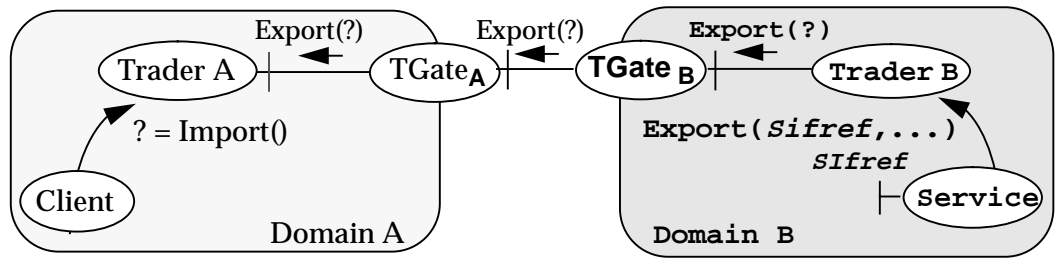 Export(?)
Export(?)
Export(?)
Trader A
TGateA
TGate B
Trader B
? = Import()
Export(Sifref,...)
SIfref
Client
Service
Domain A
Domain B